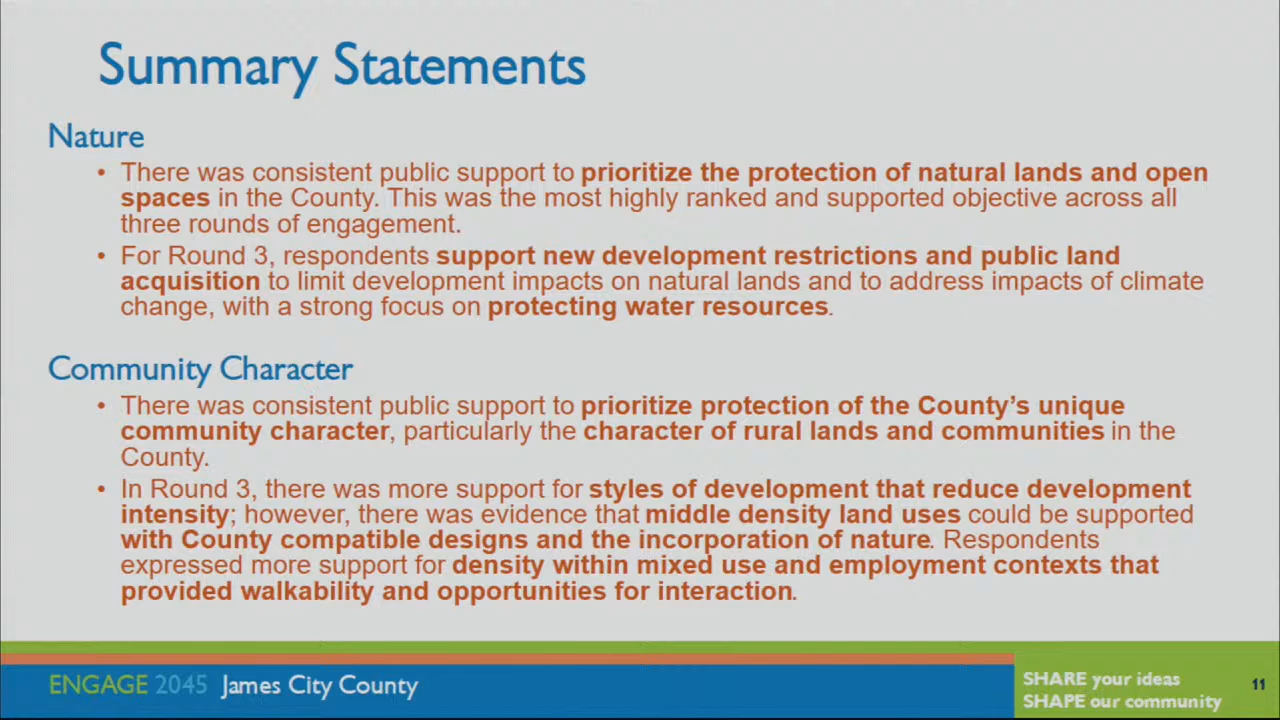 Summary Statements
Nature
• There was consistent public support to prioritize the protection of natural lands and open
spaces in the County. This was the most highly ranked and supported objective across all
three rounds of engagement.
• For Round 3, respondents support new development restrictions and public land
acquisition to limit development impacts on natural lands and to address impacts of climate
change, with a strong focus on protecting water resources.
Community Character
• There was consistent public support to prioritize protection of the County’s unique
community character, particularly the character of rural lands and communities in the
County.
• In Round 3, there was more support for styles of development that reduce development
intensity; however, there was evidence that middle density land uses could be supported
with County compatible designs and the incorporation of nature. Respondents
expressed more support for density within mixed use and employment contexts that
provided walkability and opportunities for interaction.
ENGAGE 2045 James City County
SHARE your ideas
SHAPE our community
11